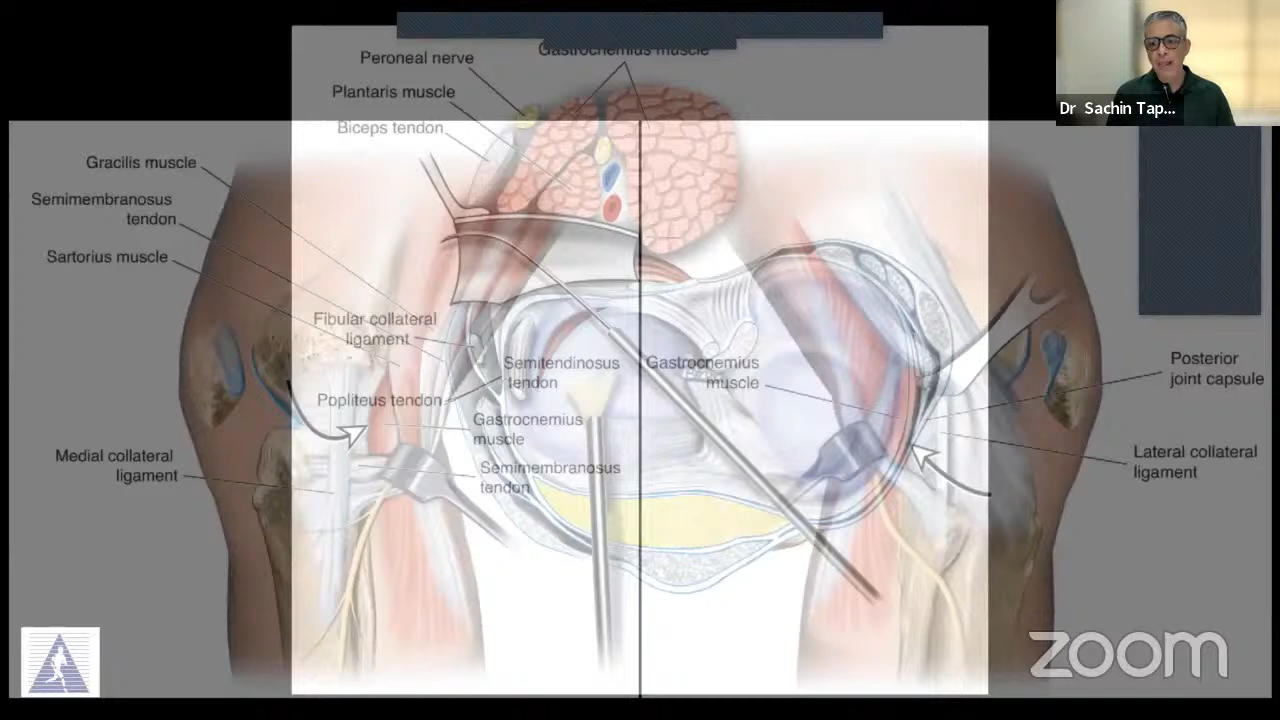 Peroneal nerve
Gastrocnemius muscle
Plantaris muscle
Biceps tendon
Gracilis muscle
Semimembranosus
tendon
Sartorius muscle
Fibular collateral
ligament
Semitendinosus
tendon
Gastrocnemius
muscle
Popliteus tendon
Gastrocnemius
muscle
Medial collateral
ligament
Semimembranosus
tendon
Posterior
joint capsule
Lateral collateral
ligament
Dr Sachin Tap...
zoom